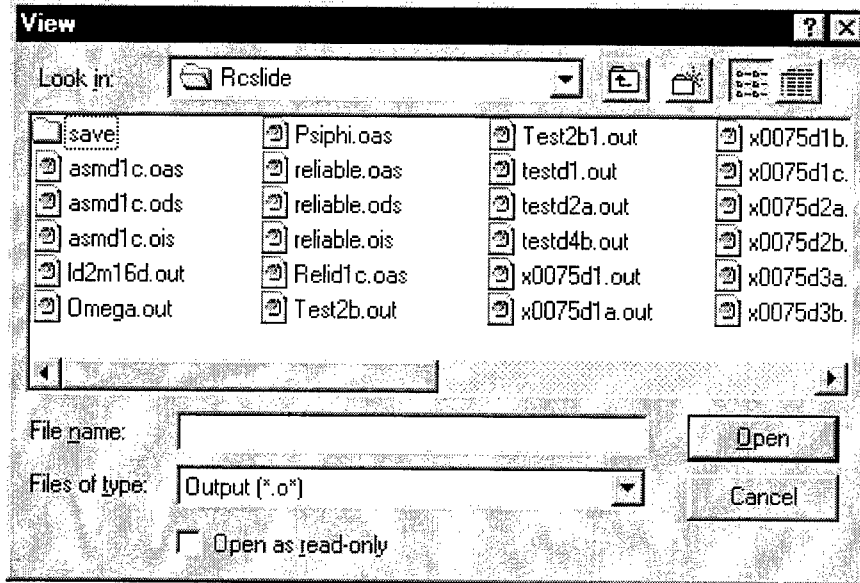 View
Look in: Rcslide
save
asmd1c.oas
asmd1c.ods
asmd1c.ois
ld2m16d.out
Omega.out
Psiphi.oas
reliable.oas
reliable.ods
reliable.ois
Relid1c.oas
Test2b.out
Test2b1.out
testd1.out
testd2a.out
testd4b.out
x0075d1.out
x0075d1a.out
x0075d1b.
x0075d1c.
x0075d2a.
x0075d2b.
x0075d3a.
x0075d3b.
File name:
Open
Files of type: Output (*.o*)
Cancel
Open as read-only